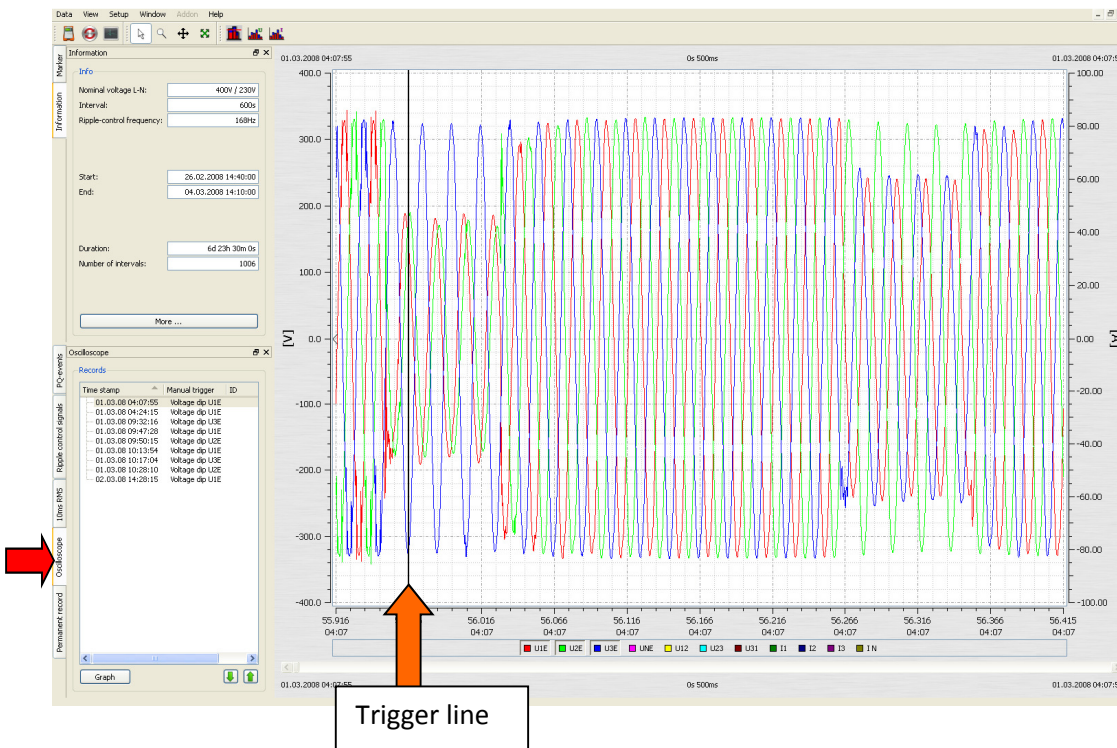 Data View Setup Window Addon Help
Information
Marker
Information
Info
Nominal voltage L-N: 400V / 230V
Interval: 600s
Ripple-control frequency: 168Hz
Start: 26.02.2008 14:40:00
End: 04.03.2008 14:10:00
Duration: 6d 23h 30m 0s
Number of intervals: 1006
More ...
Oscilloscope
PQ-events
Ripple control signals
10ms RMS
Oscilloscope
Permanent record
Records
Time stamp Manual trigger ID
01.03.08 04:07:55 Voltage dip U1E
01.03.08 04:24:15 Voltage dip U1E
01.03.08 09:32:16 Voltage dip U3E
01.03.08 09:47:28 Voltage dip U1E
01.03.08 09:50:15 Voltage dip U2E
01.03.08 10:13:54 Voltage dip U1E
01.03.08 10:17:04 Voltage dip U3E
01.03.08 10:28:10 Voltage dip U2E
02.03.08 14:28:15 Voltage dip U1E
Graph
01.03.2008 04:07:55 0s 500ms 01.03.2008 04:07:5
400.0
300.0
200.0
100.0
0.0
-100.0
-200.0
-300.0
-400.0
[V]
100.00
80.00
60.00
40.00
20.00
0.00
-20.00
-40.00
-60.00
-80.00
-100.00
55.916 56.016 56.066 56.116 56.166 56.216 56.266 56.316 56.366 56.415
04:07 04:07 04:07 04:07 04:07 04:07 04:07 04:07 04:07 04:07
U1E U2E U3E UNE U12 U23 U31 I1 I2 I3 IN
01.03.2008 04:07:55 0s 500ms 01.03.2008 04:07:5
Trigger line